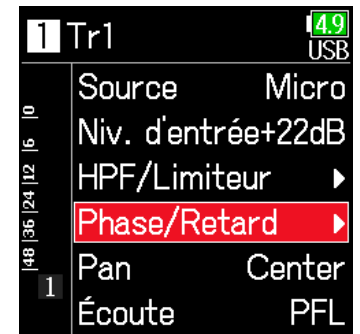 1 Tr1 4.9
USB
Source Micro
Niv. d'entrée+22dB
HPF/Limiteur
Phase/Retard
Pan Center
Écoute PFL
|48 |36 |24 |12 |6 |0
1